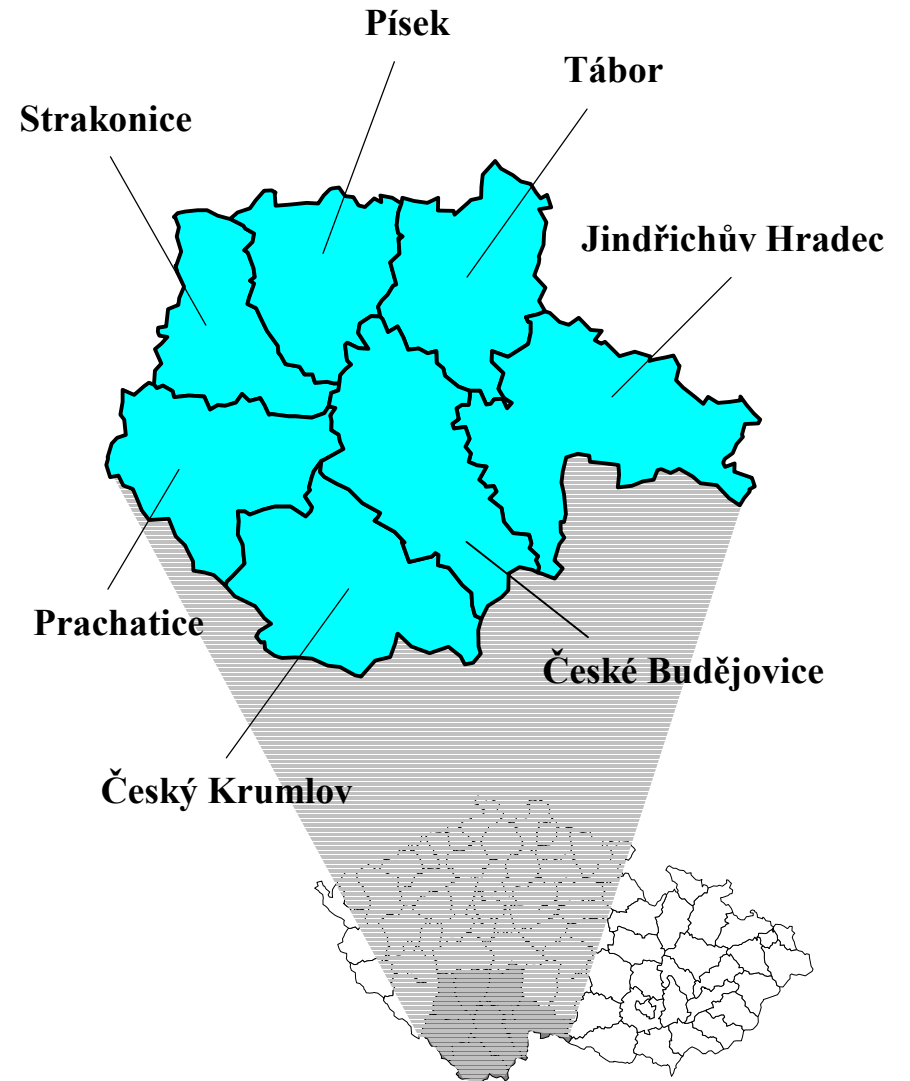 Písek
Tábor
Strakonice
Jindřichův Hradec
Prachatice
České Budějovice
Český Krumlov